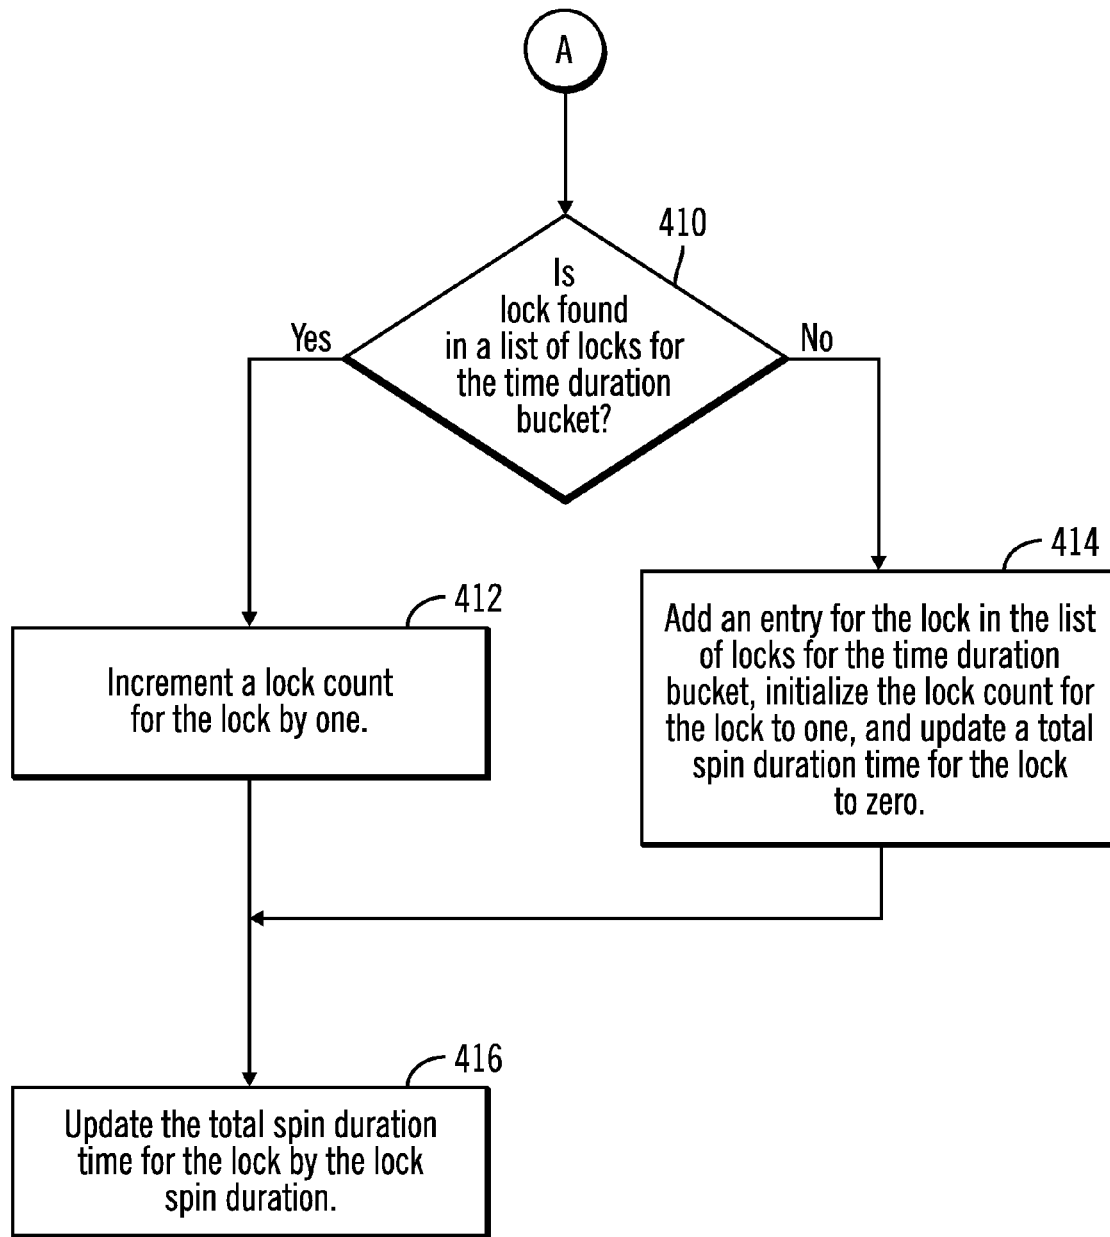 A
410
Is
lock found
in a list of locks for
the time duration
bucket?
Yes
No
412
Increment a lock count
for the lock by one.
414
Add an entry for the lock in the list
of locks for the time duration
bucket, initialize the lock count for
the lock to one, and update a total
spin duration time for the lock
to zero.
416
Update the total spin duration
time for the lock by the lock
spin duration.